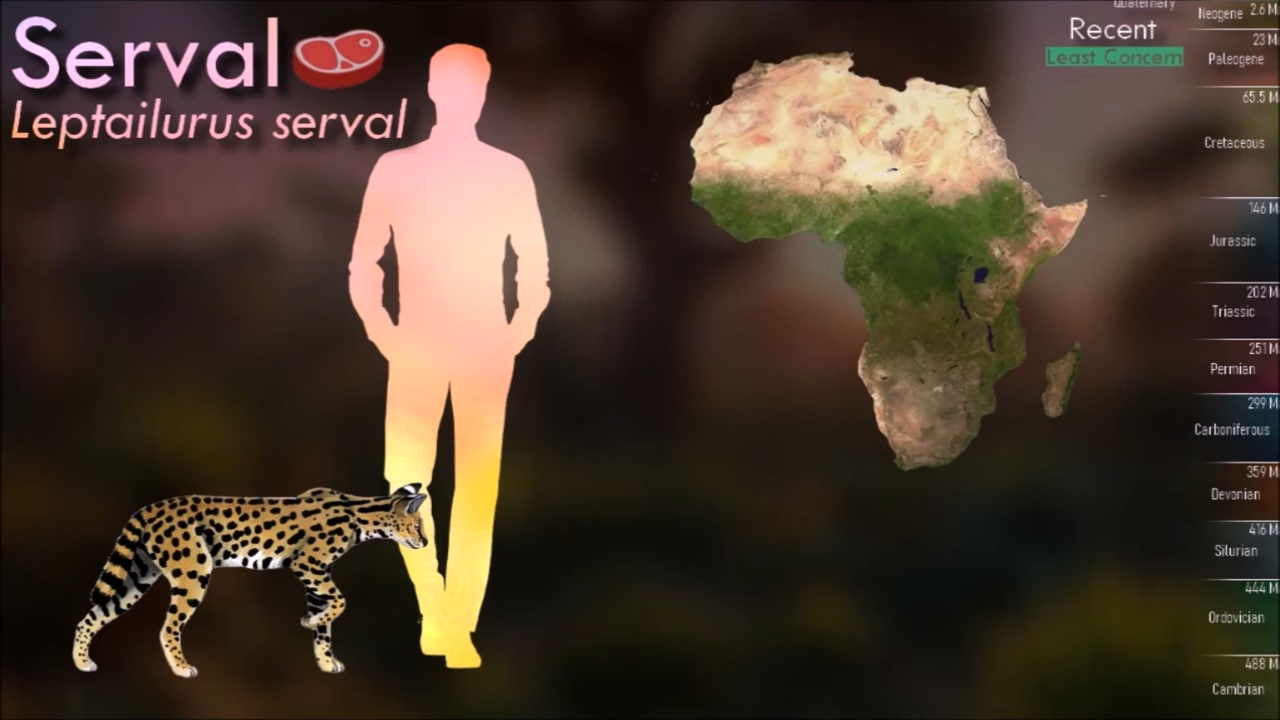 Serval
Leptailurus serval
Quaternary
Recent
Least Concern
Neogene 2.6 M
23 M
Paleogene
65.5 M
Cretaceous
146 M
Jurassic
202 M
Triassic
251 M
Permian
299 M
Carboniferous
359 M
Devonian
416 M
Silurian
444 M
Ordovician
488 M
Cambrian